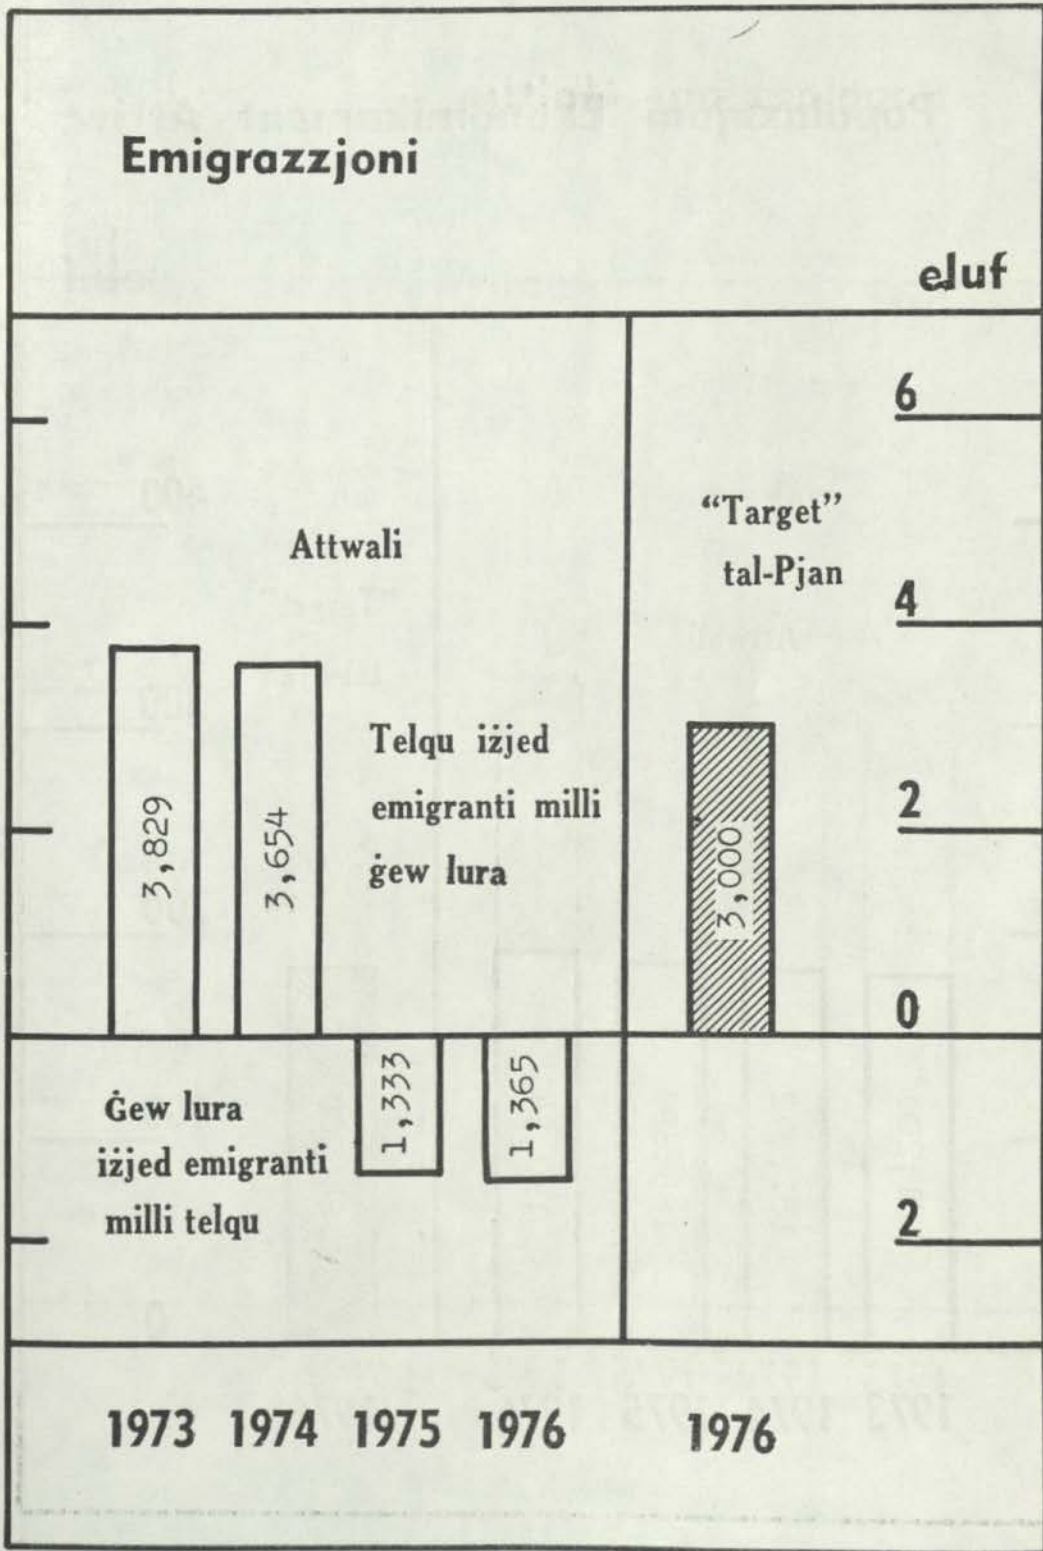 Emigrazzjoni
eluf
6
"Target"
tal-Pjan
Attwali
4
Telqu iżjed
emigranti milli
ġew lura
2
3,829
3,654
3,000
0
1,333
1,365
Ġew lura
iżjed emigranti
milli telqu
2
1973 1974 1975 1976 1976